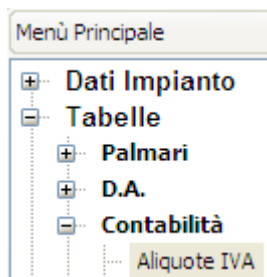 Menù Principale
Dati Impianto
Tabelle
Palmari
D.A.
Contabilità
Aliquote IVA